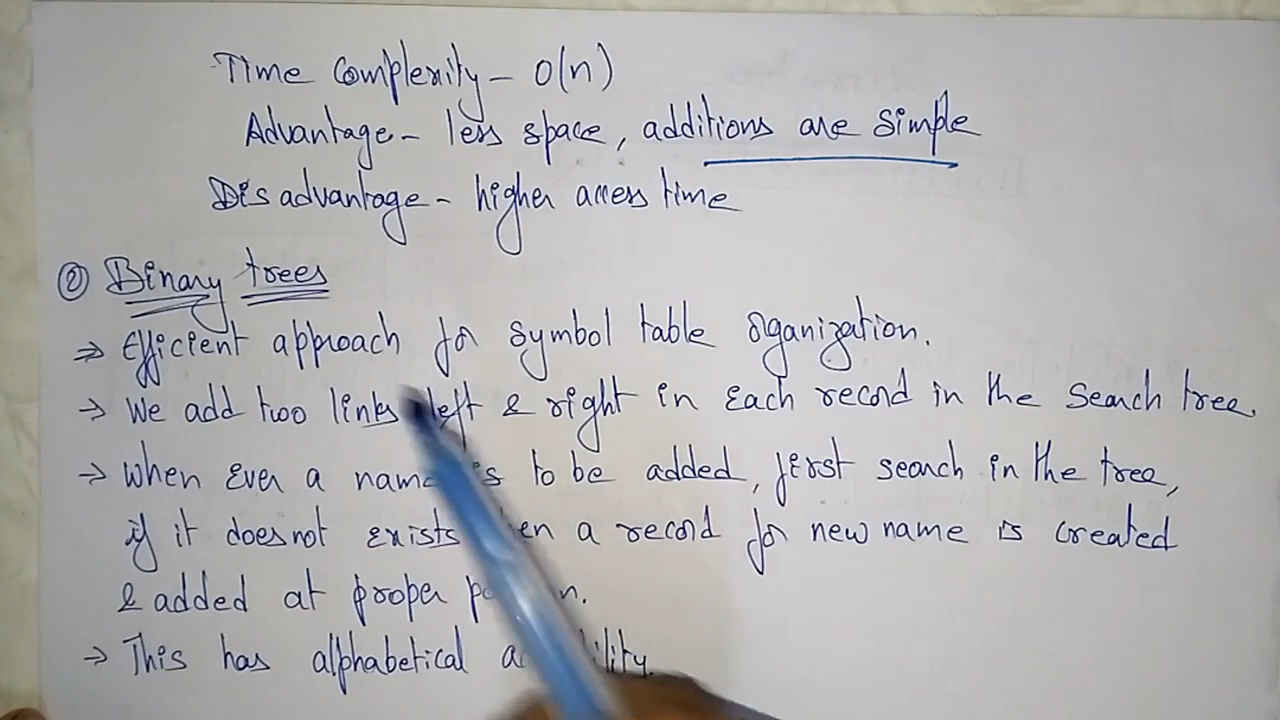 Time Complexity - O(n)
Advantage - less space, additions are simple
Disadvantage - higher access time
② Binary trees
⇒ Efficient approach for symbol table organization.
→ We add two links left & right in each record in the search tree.
→ when ever a name is to be added, first search in the tree,
if it doesnot exists then a record for new name is created
& added at proper
→ This has alphabetical